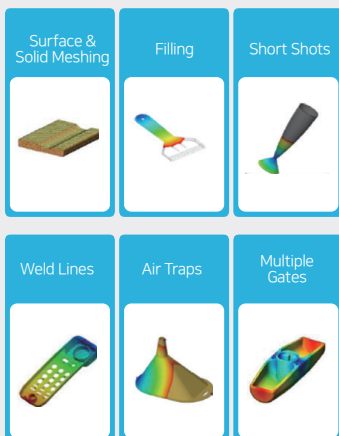 Surface &
Solid Meshing
Filling
Short Shots
Weld Lines
Air Traps
Multiple
Gates